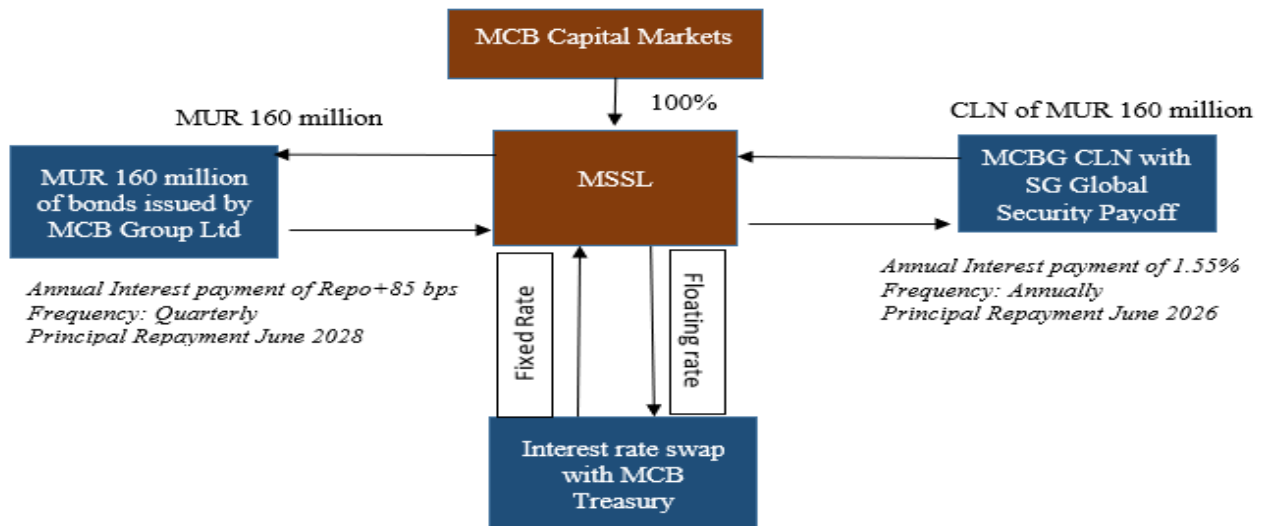 MCB Capital Markets
100%
MUR 160 million
CLN of MUR 160 million
MUR 160 million
of bonds issued by
MCB Group Ltd
MSSL
MCBG CLN with
SG Global
Security Payoff
Annual Interest payment of Repo+85 bps
Frequency: Quarterly
Principal Repayment June 2028
Fixed Rate
Floating rate
Annual Interest payment of 1.55%
Frequency: Annually
Principal Repayment June 2026
Interest rate swap
with MCB
Treasury